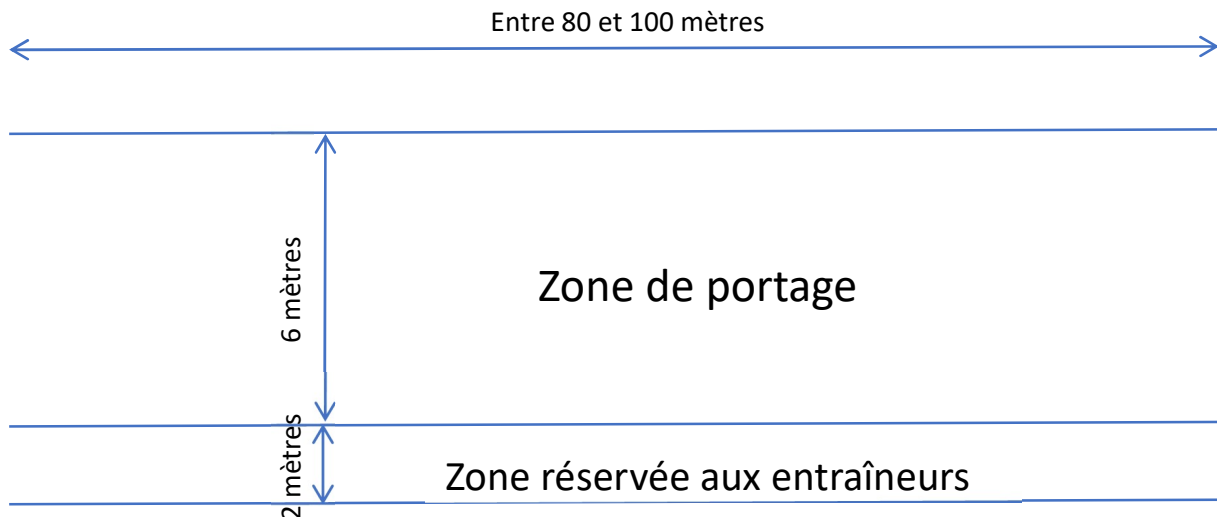 Entre 80 et 100 mètres
6 mètres
Zone de portage
2 mètres
Zone réservée aux entraîneurs